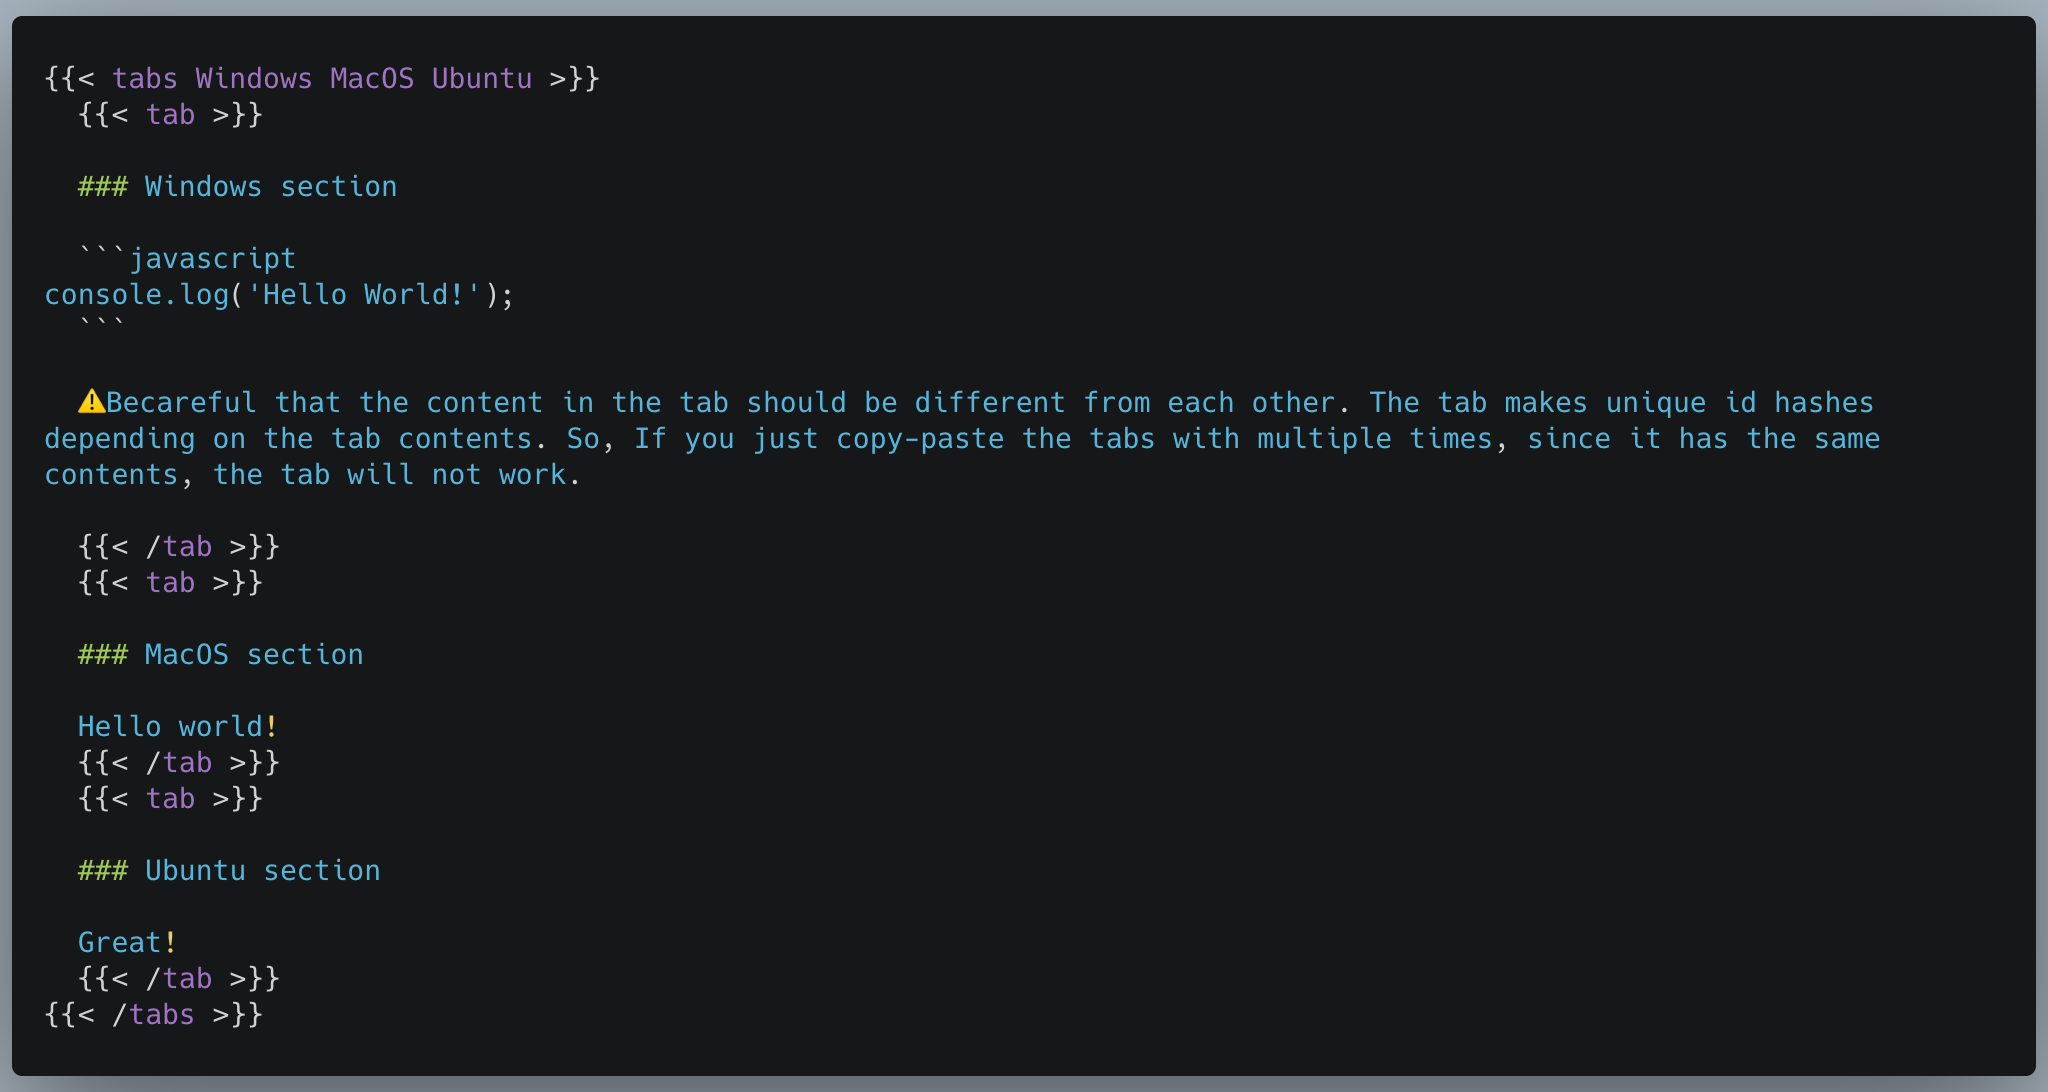 {{< tabs Windows MacOS Ubuntu >}}
  {{< tab >}}

  ### Windows section

  ```javascript
console.log('Hello World!');
  ```

  ⚠️Becareful that the content in the tab should be different from each other. The tab makes unique id hashes
depending on the tab contents. So, If you just copy-paste the tabs with multiple times, since it has the same
contents, the tab will not work.

  {{< /tab >}}
  {{< tab >}}

  ### MacOS section

  Hello world!
  {{< /tab >}}
  {{< tab >}}

  ### Ubuntu section

  Great!
  {{< /tab >}}
{{< /tabs >}}